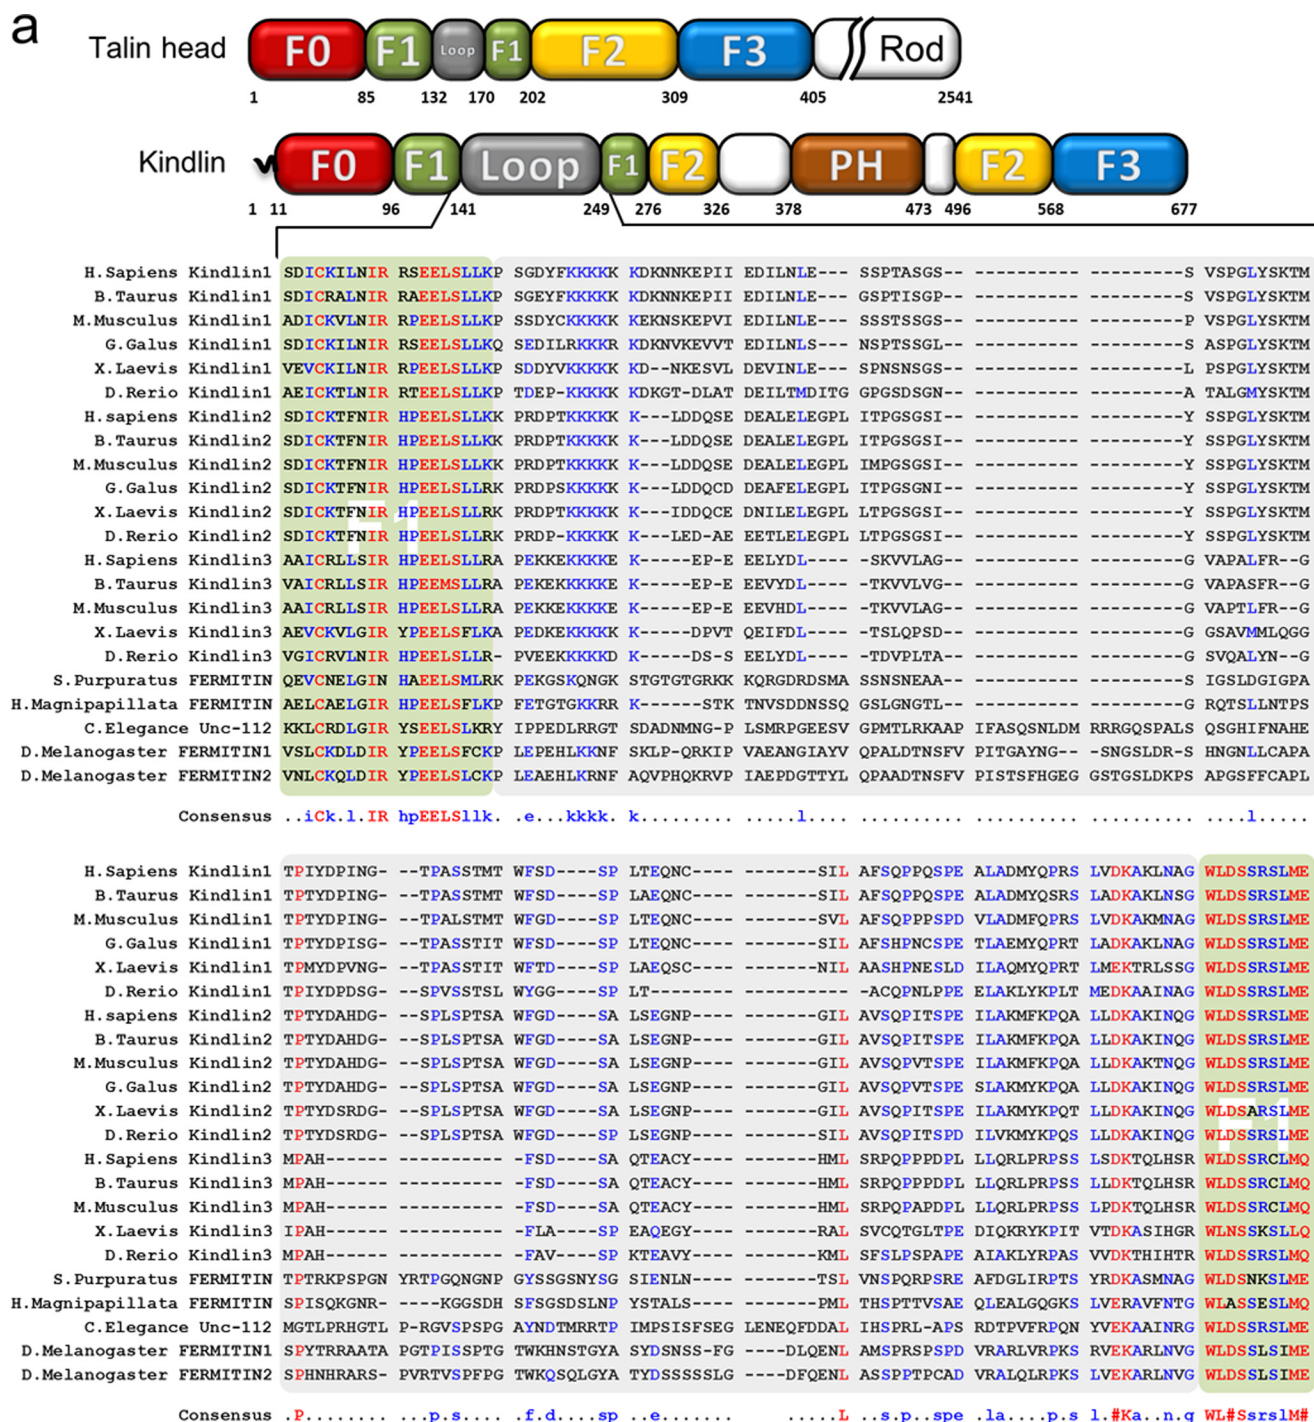 a
Talin head F0 F1 Loop F1 F2 F3 Rod
1 85 132 170 202 309 405 2541
Kindlin F0 F1 Loop F1 F2 PH F2 F3
1 11 96 141 249 276 326 378 473 496 568 677
H.Sapiens Kindlin1 SDICKILNIR RSEELSLLKP SGDYFKKKKK KDKNNKEPII EDILNLE--- SSPTASGS-- ---------- ---------S VSPGLYSKTM
B.Taurus Kindlin1 SDICRALNIR RAEELSLLKP SGEYFKKKKK KDKNNKEPII EDILNLE--- GSPTISGP-- ---------- ---------S VSPGLYSKTM
M.Musculus Kindlin1 ADICKVLNIR RPEELSLLKP SSDYCKKKKK KEKNSKEPVI EDILNLE--- SSSTSSGS-- ---------- ---------P VSPGLYSKTM
G.Galus Kindlin1 SDICKILNIR RSEELSLLKQ SEDILRKKKR KDKNVKEVVT EDILNLS--- NSPTSSGL-- ---------- ---------S ASPGLYSKTM
X.Laevis Kindlin1 VEVCKILNIR RPEELSLLKP SDDYVKKKKK KD--NKESVL DEVINLE--- SPNSNSGS-- ---------- ---------L PSPGLYSKTM
D.Rerio Kindlin1 AEICKTLNIR RTEELSLLKP TDEP-KKKKK KDKGT-DLAT DEILTMDITG GPGSDSGN-- ---------- ---------A TALGMYSKTM
H.sapiens Kindlin2 SDICKTFNIR HPEELSLLKK PRDPTKKKKK K---LDDQSE DEALELEGPL ITPGSGSI-- ---------- ---------Y SSPGLYSKTM
B.Taurus Kindlin2 SDICKTFNIR HPEELSLLKK PRDPTKKKKK K---LDDQSE DEALELEGPL ITPGSGSI-- ---------- ---------Y SSPGLYSKTM
M.Musculus Kindlin2 SDICKTFNIR HPEELSLLKK PRDPTKKKKK K---LDDQSE DEALELEGPL IMPGSGSI-- ---------- ---------Y SSPGLYSKTM
G.Galus Kindlin2 SDICKTFNIR HPEELSLLRK PRDPSKKKKK K---LDDQCD DEAFELEGPL ITPGSGNI-- ---------- ---------Y SSPGLYSKTM
X.Laevis Kindlin2 SDICKTFNIR HPEELSLLRK PRDPTKKKKK K---IDDQCE DNILELEGPL LTPGSGSI-- ---------- ---------Y SSPGLYSKTM
D.Rerio Kindlin2 SDICKTFNIR HPEELSLLRK PRDP-KKKKK K---LED-AE EETLELEGPL LTPGSGSI-- ---------- ---------Y SSPGLYSKTM
H.Sapiens Kindlin3 AAICRLLSIR HPEELSLLRA PEKKEKKKKE K-----EP-E EELYDL---- -SKVVLAG-- ---------- ---------G VAPALFR--G
B.Taurus Kindlin3 VAICRLLSIR HPEEMSLLRA PEKEKKKKKE K-----EP-E EEVYDL---- -TKVVLVG-- ---------- ---------G VAPASFR--G
M.Musculus Kindlin3 AAICRLLSIR HPEELSLLRA PEKKEKKKKE K-----EP-E EEVHDL---- -TKVVLAG-- ---------- ---------G VAPTLFR--G
X.Laevis Kindlin3 AEVCKVLGIR YPEELSFLKA PEDKEKKKKK K-----DPVT QEIFDL---- -TSLQPSD-- ---------- ---------G GSAVMMLQGG
D.Rerio Kindlin3 VGICRVLNIR HPEELSLLR- PVEEKKKKKD K-----DS-S EELYDL---- -TDVPLTA-- ---------- ---------G SVQALYN--G
S.Purpuratus FERMITIN QEVCNELGIN HAEELSMLRK PEKGSKQNGK STGTGTGRKK KQRGDRDSMA SSNSNEAA-- ---------- ---------S SIGSLDGIGPA
H.Magnipapillata FERMITIN AELCAELGIR HPEELSFLKP FETGTGKKRR K-----STK TNVSDDNSSQ GSLGNGTL-- ---------- ---------G RQTSLLNTPS
C.Elegance Unc-112 KKLCRDLGIR YSEELSLKRY IPPEDLRRGT SDADNMNG-P LSMRPGEESV GPMTLRKAAP IFASQSNLDM RRRGQSPALS QSGHIFNAHE
D.Melanogaster FERMITIN1 VSLCKDLDIR YPEELSFCKP LEPEHLKKNF SKLP-QRKIP VAEANGIAYV QPALDTNSFV PITGAYNG-- -SNGSLDR-S HNGNLLCAPA
D.Melanogaster FERMITIN2 VNLCKQLDIR YPEELSLCKP LEAEHLKRNF AQVPHQKRVP IAEPDGTTYL QPAADTNSFV PISTSFHGEG GSTGSLDKPS APGSFFCAPL
Consensus ..iCk.l.IR hpEELSllk. .e...kkkk. k......... ......l... .......... .......... .......... ....l.....
H.Sapiens Kindlin1 TPIYDPING- --TPASSTMT WFSD----SP LTEQNC---- --------SIL AFSQPPQSPE ALADMYQPRS LVDKAKLNAG WLDSSRSLME
B.Taurus Kindlin1 TPTYDPING- --TPASSTMT WFSD----SP LAEQNC---- --------SIL AFSQPPQSPE ALADMYQSRS LADKAKLNSG WLDSSRSLME
M.Musculus Kindlin1 TPTYDPING- --TPALSTMT WFSD----SP LTEQNC---- --------SVL AFSQPPPSPE VLADMFQPRS LVDKAKMNAG WLDSSRSLME
G.Galus Kindlin1 TPTYDPISG- --TPASSTIT WFSD----SP LTEQNC---- --------SIL AFSHPNCSPE TLAEMYQPRT LADKAKLNAG WLDSSRSLME
X.Laevis Kindlin1 TPMYDPVNG- --TPASSTIT WFTD----SP LAEQSC---- --------NIL AASHPNESLD ILAQMYQPRT LMEKTRLSSG WLDSSRSLME
D.Rerio Kindlin1 TPIYDPDSG- --SPVSSTSL WYGG----SP LT-------- ---------- -ACQPNLPPE ELAKLYKPLT MEDKAAINAG WLDSSRSLME
H.sapiens Kindlin2 TPTYDAHDG- --SPLSPTSA WFGD----SA LSEGNP---- --------GIL AVSQPITSPE ILAKMFKPQA LLDKAKINQG WLDSSRSLME
B.Taurus Kindlin2 TPTYDAHDG- --SPLSPTSA WFGD----SA LSEGNP---- --------GIL AVSQPITSPE ILAKMFKPQA LLDKAKINQG WLDSSRSLME
M.Musculus Kindlin2 TPTYDAHDG- --SPLSPTSA WFGD----SA LSEGNP---- --------GIL AVSQPVTSPE ILAKMFKPQA LLDKAKTNQG WLDSSRSLME
G.Galus Kindlin2 TPTYDAHDG- --SPLSPTSA WFGD----SA LSEGNP---- --------GIL AVSQPVTSPE SLAKMYKPQA LLDKAKINQG WLDSSRSLME
X.Laevis Kindlin2 TPTYDSRDG- --SPLSPTSA WFGD----SA LSEGNP---- --------GIL AVSQPITSPE ILAKMYKPQT LLDKAKINQG WLDSARSLME
D.Rerio Kindlin2 TPTYDSRDG- --SPLSPTSA WFGD----SP LSEGNP---- --------SIL AVSQPITSPD ILVKMYKPQS LLDKAKINQG WLDSSRSLME
H.Sapiens Kindlin3 MPAH------ ---------- -FSD----SA QTEACY---- --------HML SRPQPPPDPL LLQRLPRPSS LSDKTQLHSR WLDSSRCLMQ
B.Taurus Kindlin3 MPAH------ ---------- -FSD----SA QTEACY---- --------HML SRPQPPPDPL LLQRLPRPSS LLDKTQLHSR WLDSSRCLMQ
M.Musculus Kindlin3 MPAH------ ---------- -FSD----SA QTEACY---- --------HML SRPQPAPDPL LLQRLPRPSS LPDKTQLHSR WLDSSRCLMQ
X.Laevis Kindlin3 IPAH------ ---------- -FLA----SP EAQEGY---- --------RAL SVCQTGLTPE DIQKRYKPIT VTDKASIHGR WLNSSKSLLQ
D.Rerio Kindlin3 MPAH------ ---------- -FAV----SP KTEAVY---- --------KML SFSLPSPAPE AIAKLYRPAS VVDKTHIHTR WLDSSRSLMQ
S.Purpuratus FERMITIN TPTRKPSPGN YRTPGQNGNP GYSSGSNYSG SIENLN---- --------TSL VNSPQRPSRE AFDGLIRPTS YRDKASMNAG WLDSNKSLME
H.Magnipapillata FERMITIN SPISQKGNR- ----KGGSDH SFSGSDSLNP YSTALS---- --------PML THSPTTVSAE QLEALGQGKS LVERAVFNTG WLASSESLME
C.Elegance Unc-112 MGTLPRHGTL P-RGVSPSPG AYNDTMRRTP IMPSISFSEG LENEQFDDAL IHSPRL-APS RDTPVFRPQN YVEKAAINRG WLDSSRSLME
D.Melanogaster FERMITIN1 SPYTRRAATA PGTPISSPTG TWKHNSTGYA SYDSNSS-FG ----DLQENL AMSPRSPSPD VRARLVRPKS RVEKARLNVG WLDSSLSIME
D.Melanogaster FERMITIN2 SPHNHRARS- PVRTVSPFPG TWKQSQLGYA TYDSSSSSLG ----DFQENL ASSPPTPCAD VRARLQLRPKS LVEKARLNVG WLDSSLSIME
Consensus .P........ ...p.s.... .f.d....sp ..e....... .........L ..s.p..spe .la....p.s l.#Ka..n.g WL#SsrslM#
F1
F1